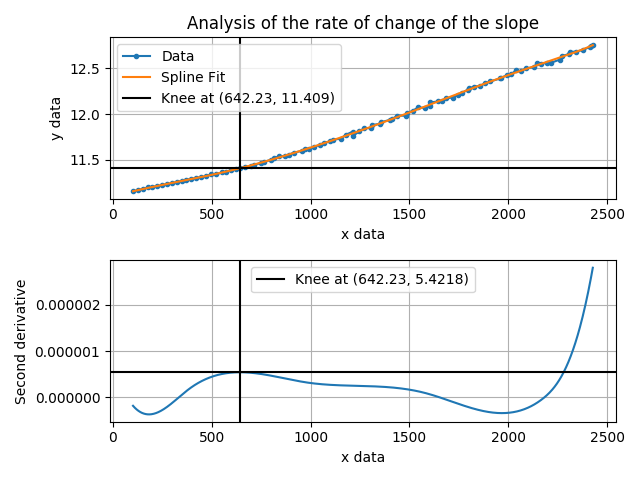 Analysis of the rate of change of the slope
Data
Spline Fit
Knee at (642.23, 11.409)
12.5
12.0
11.5
y data
0 500 1000 1500 2000 2500
x data
Knee at (642.23, 5.4218)
0.000002
0.000001
0.000000
Second derivative
0 500 1000 1500 2000 2500
x data